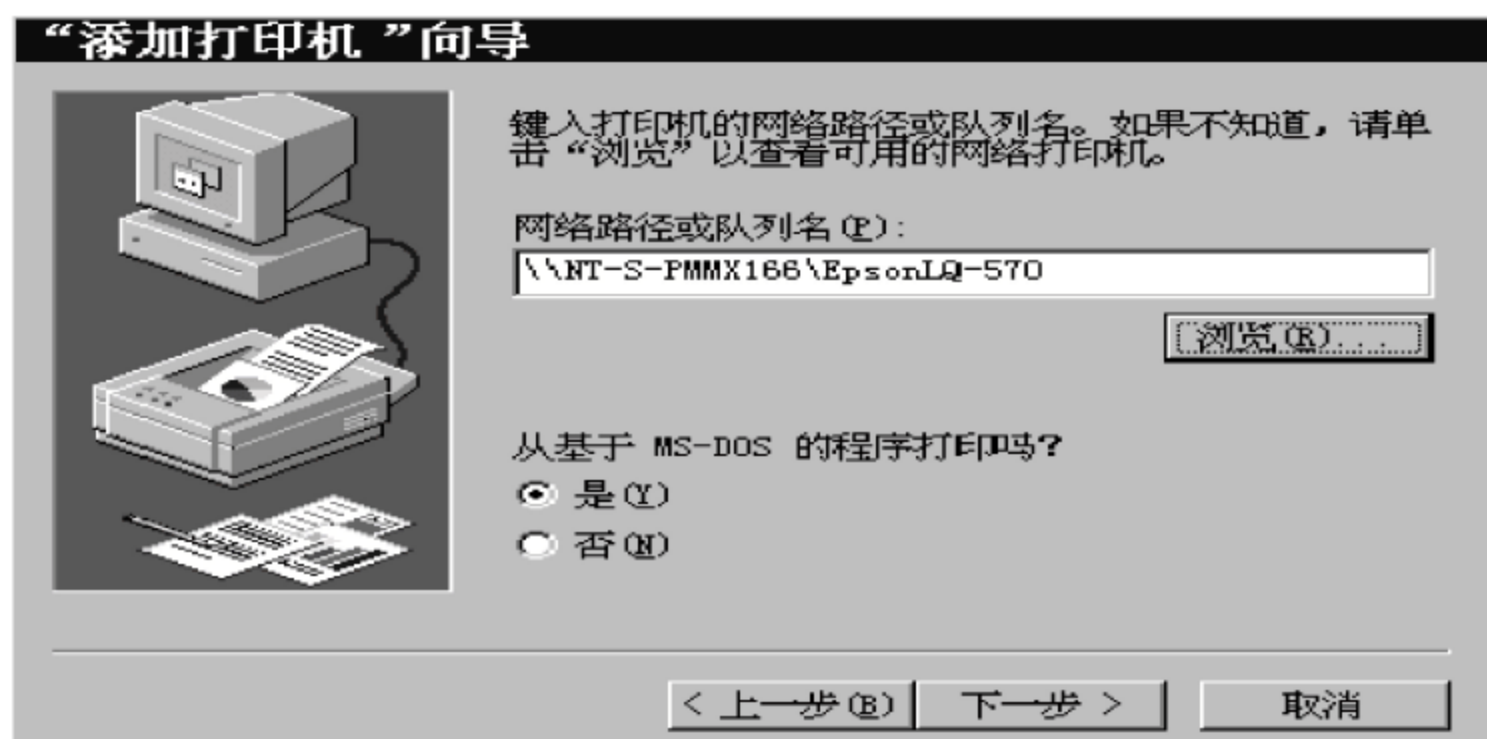 “添加打印机 ”向导
键入打印机的网络路径或队列名。如果不知道，请单
击“浏览”以查看可用的网络打印机。
网络路径或队列名(P):
\\NT-S-PMMX166\EpsonLQ-570
浏览(R)...
从基于 MS-DOS 的程序打印吗?
是(Y)
否(N)
< 上一步(B)
下一步 >
取消